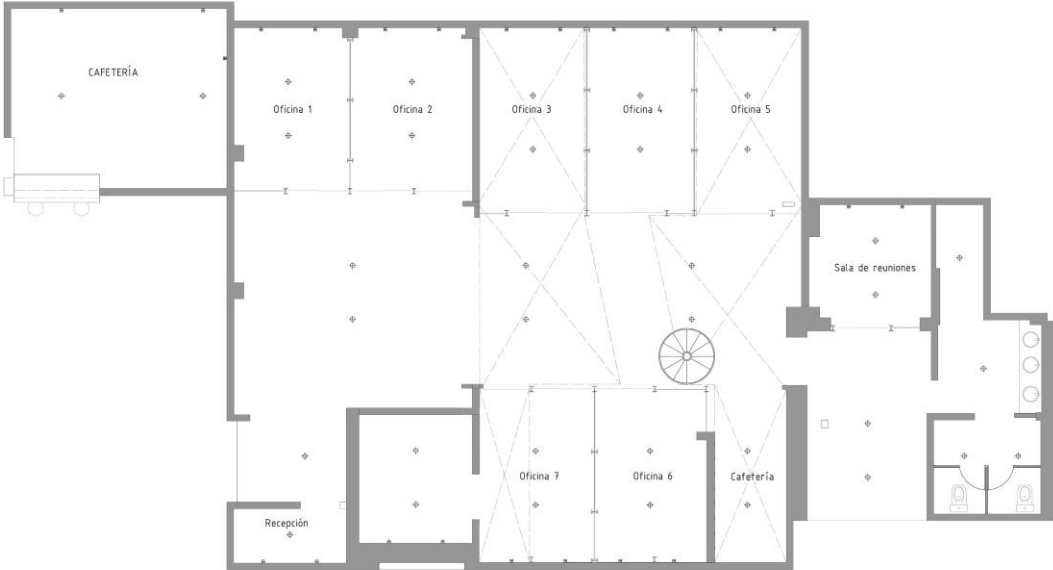 CAFETERÍA
Oficina 1
Oficina 2
Oficina 3
Oficina 4
Oficina 5
Sala de reuniones
Oficina 7
Oficina 6
Cafetería
Recepción